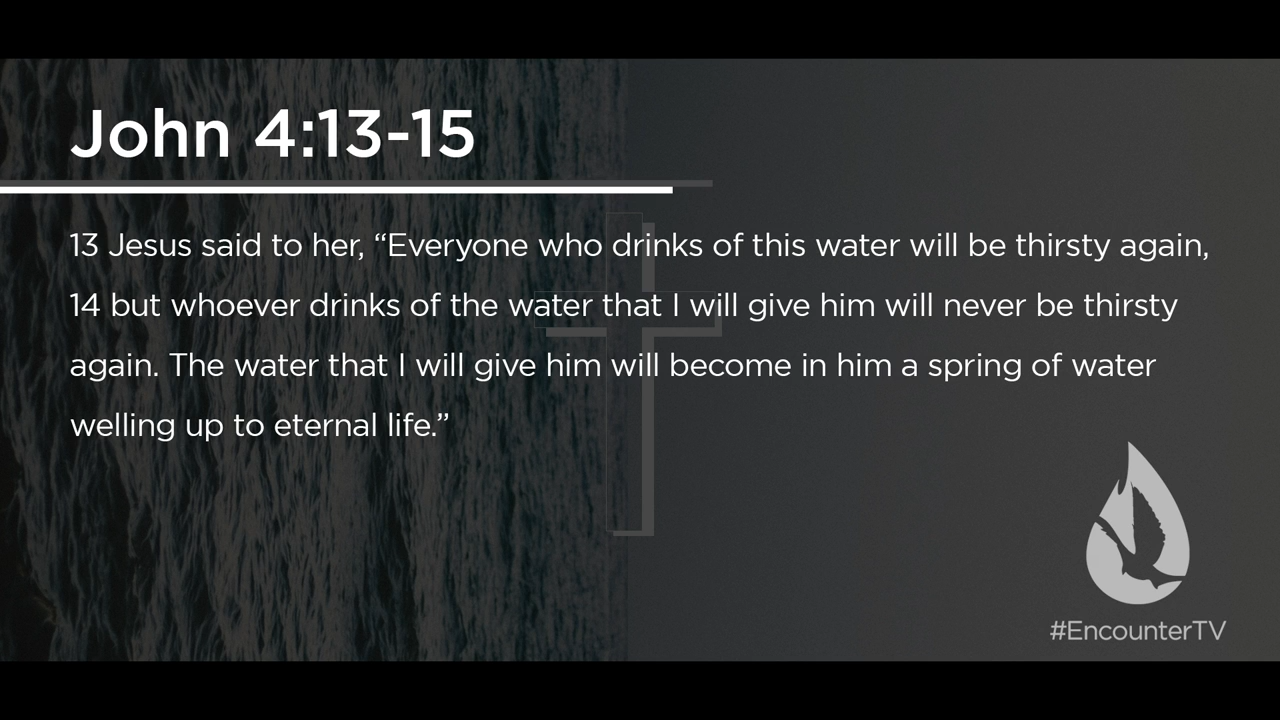 John 4:13-15
13 Jesus said to her, “Everyone who drinks of this water will be thirsty again,
14 but whoever drinks of the water that I will give him will never be thirsty
again. The water that I will give him will become in him a spring of water
welling up to eternal life.”
#EncounterTV